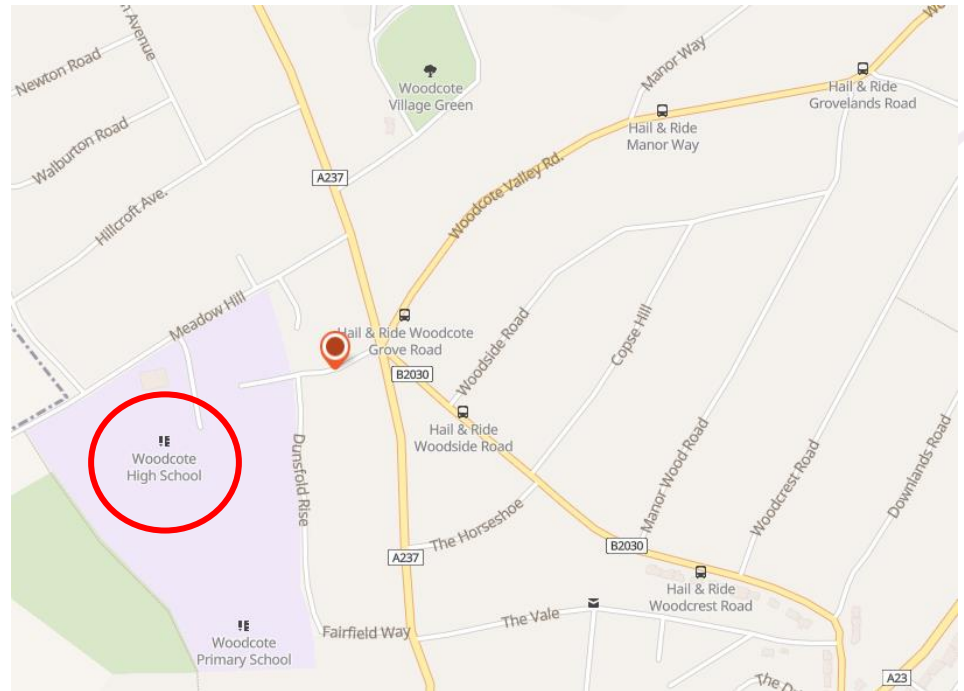 n Avenue
Newton Road
Walburton Road
Hillcroft Ave.
Woodcote
Village Green
A237
Manor Way
Hail & Ride
Manor Way
Hail & Ride
Grovelands Road
Woodcote Valley Rd.
Meadow Hill
Hail & Ride Woodcote
Grove Road
B2030
Woodside Road
Copse Hill
Hail & Ride
Woodside Road
Woodcote
High School
Dunsfold Rise
The Horseshoe
A237
B2030
Manor Wood Road
Woodcrest Road
Downlands Road
Hail & Ride
Woodcrest Road
Woodcote
Primary School
Fairfield Way
The Vale
A23